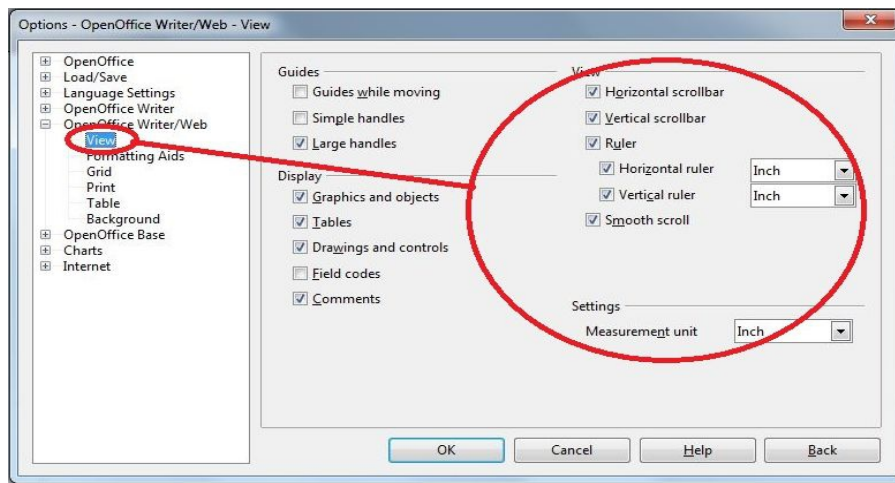 Options - OpenOffice Writer/Web - View
OpenOffice
Load/Save
Language Settings
OpenOffice Writer
OpenOffice Writer/Web
View
Formatting Aids
Grid
Print
Table
Background
OpenOffice Base
Charts
Internet
Guides
Guides while moving
Simple handles
Large handles
Display
Graphics and objects
Tables
Drawings and controls
Field codes
Comments
View
Horizontal scrollbar
Vertical scrollbar
Ruler
Horizontal ruler Inch
Vertical ruler Inch
Smooth scroll
Settings
Measurement unit Inch
OK Cancel Help Back